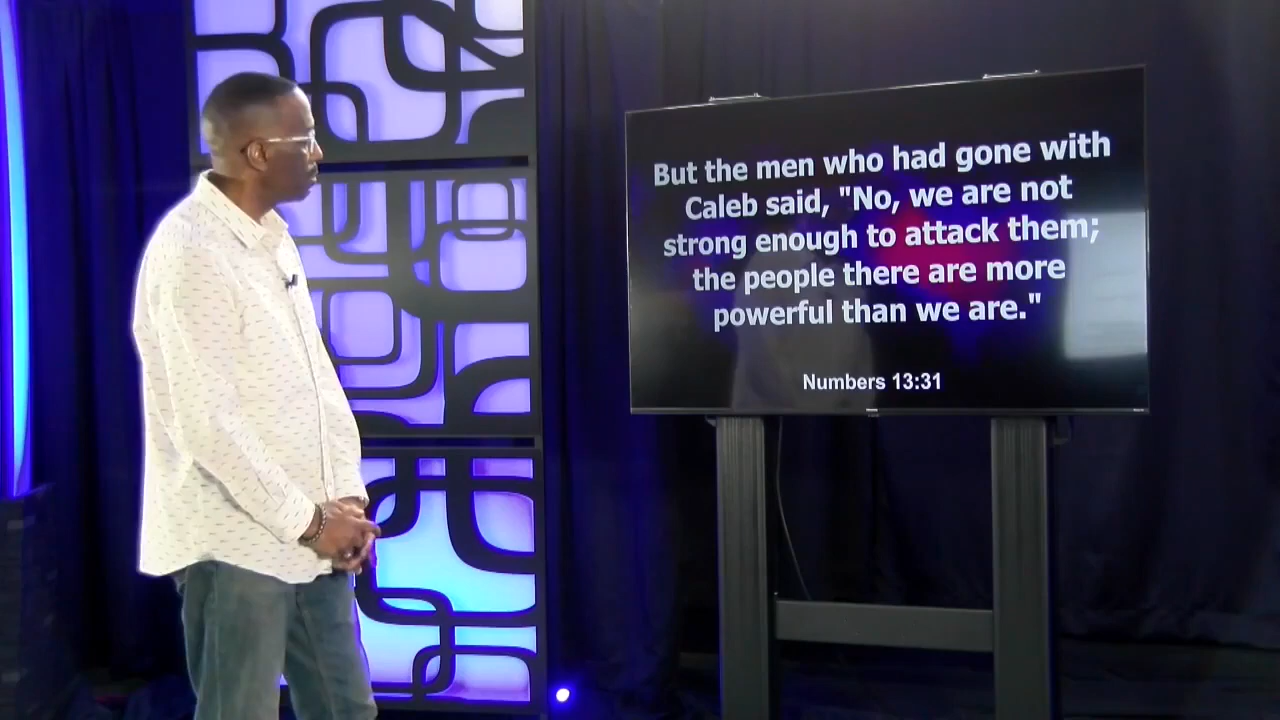 But the men who had gone with
Caleb said, "No, we are not
strong enough to attack them;
the people there are more
powerful than we are."
Numbers 13:31